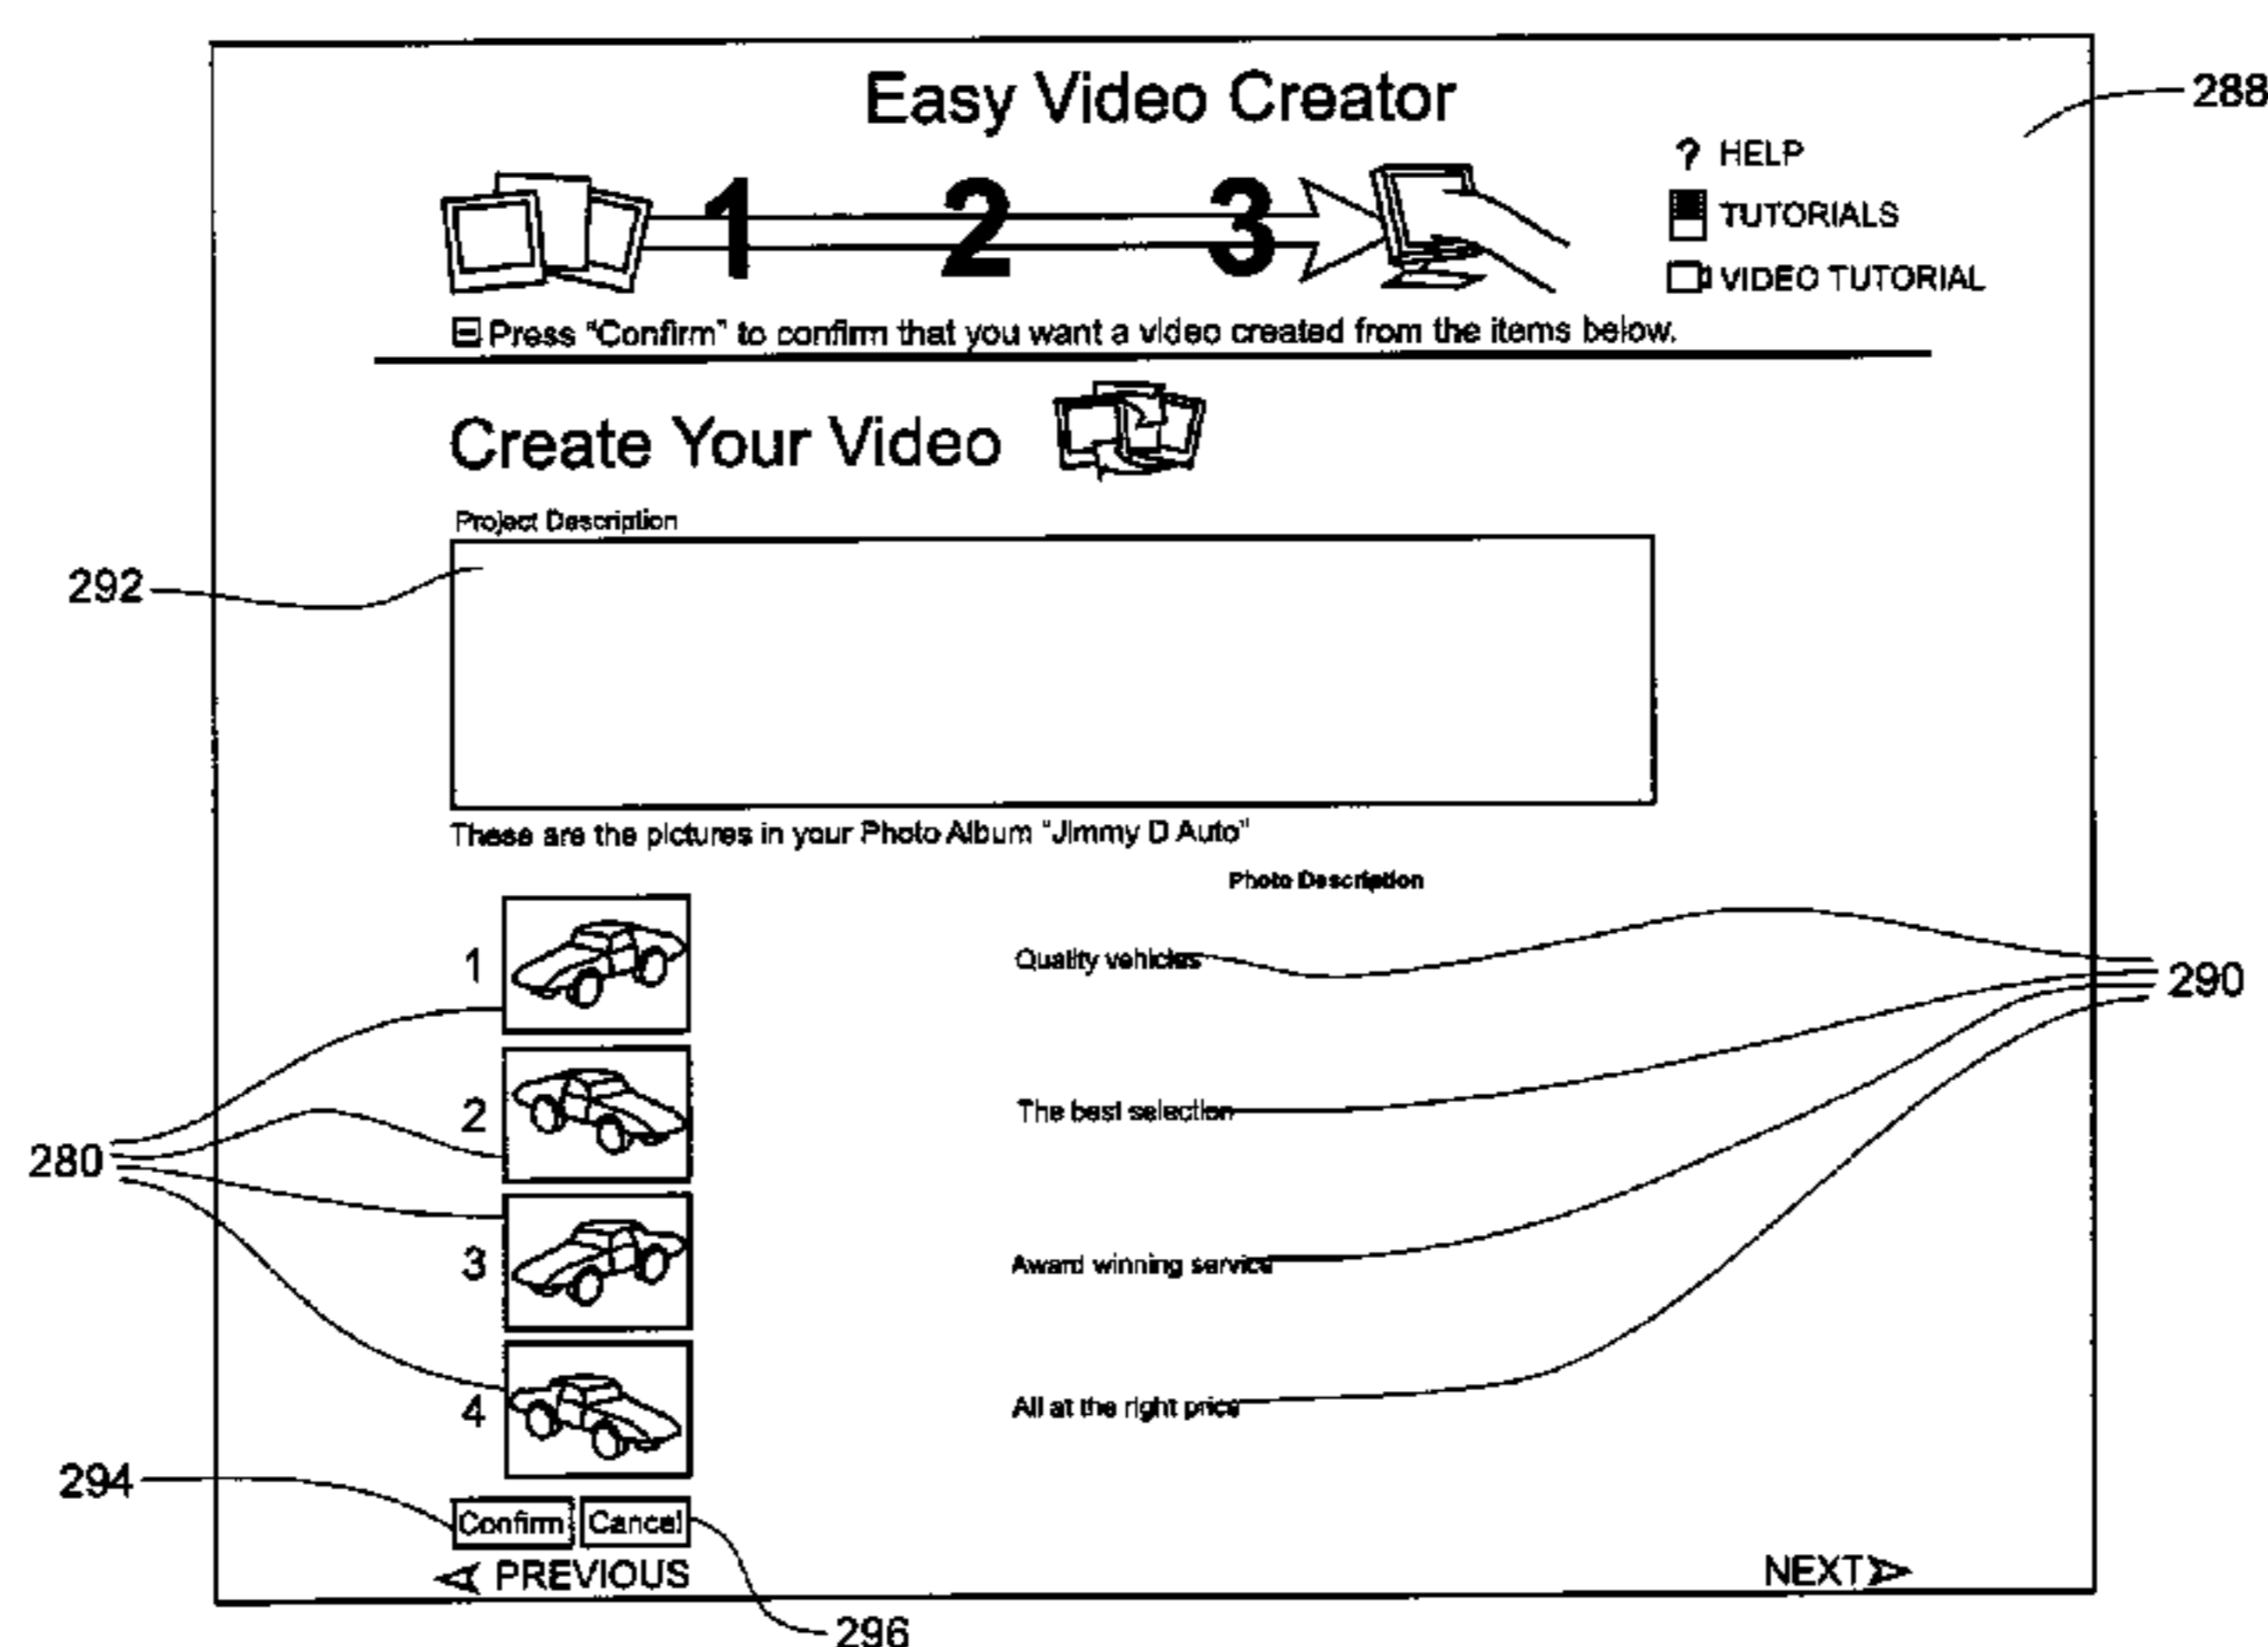 Easy Video Creator
288
? HELP
1 2 3
TUTORIALS
VIDEO TUTORIAL
Press "Confirm" to confirm that you want a video created from the items below.
Create Your Video
Project Description
292
These are the pictures in your Photo Album "Jimmy D Auto"
Photo Description
1 Quality vehicles
290
2 The best selection
280
3 Award winning service
4 All at the right price
294
Confirm Cancel
PREVIOUS NEXT
296